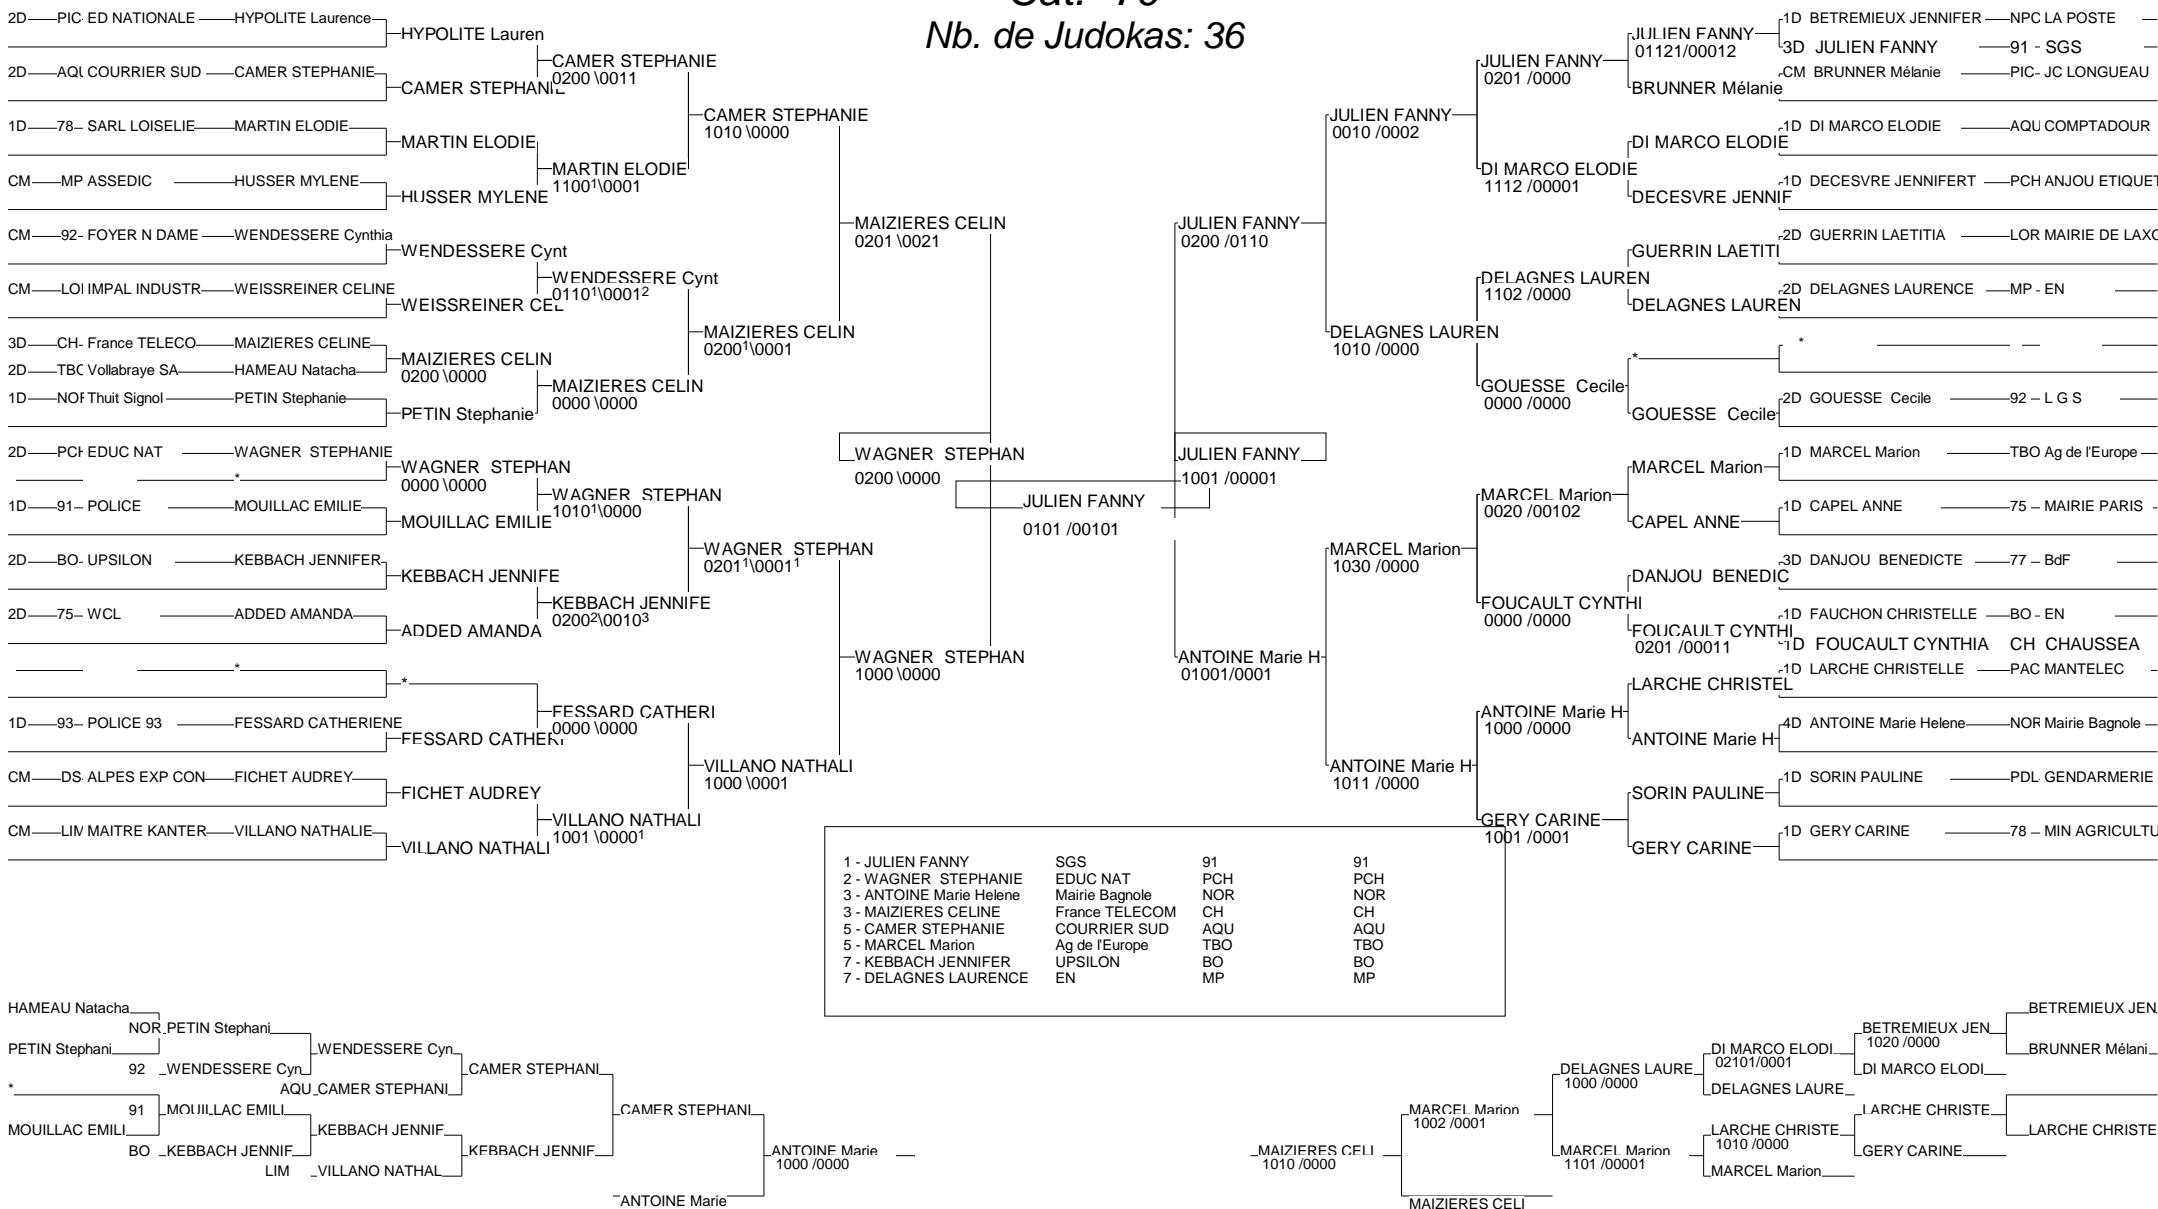 Nb. de Judokas: 36
2D PIC ED NATIONALE HYPOLITE Laurence
HYPOLITE Lauren
CAMER STEPHANIE
0200 \0011
2D AQU COURRIER SUD CAMER STEPHANIE
CAMER STEPHANIE
CAMER STEPHANIE
1010 \0000
1D 78 SARL LOISELIE MARTIN ELODIE
MARTIN ELODIE
MARTIN ELODIE
1100¹\0001
CM MP ASSEDIC HUSSER MYLENE
HUSSER MYLENE
MAIZIERES CELIN
0201 \0021
CM 92- FOYER N DAME WENDESSERE Cynthia
WENDESSERE Cynt
WENDESSERE Cynt
0110¹\0001²
CM LOI IMPAL INDUSTR WEISSREINER CELINE
WEISSREINER CEL
MAIZIERES CELIN
0200¹\0001
3D CH- France TELECO MAIZIERES CELINE
MAIZIERES CELIN
0200 \0000
2D TBO Vollabraye SA HAMEAU Natacha
MAIZIERES CELIN
0000 \0000
1D NOR Thuit Signol PETIN Stephanie
PETIN Stephanie
2D PCH EDUC NAT WAGNER STEPHANIE
*
WAGNER STEPHAN
0000 \0000
WAGNER STEPHAN
1010¹\0000
1D 91 POLICE MOUILLAC EMILIE
MOUILLAC EMILIE
WAGNER STEPHAN
0201¹\0001¹
2D BO- UPSILON KEBBACH JENNIFER
KEBBACH JENNIFE
KEBBACH JENNIFE
0200²\0010³
2D 75 WCL ADDED AMANDA
ADDED AMANDA
WAGNER STEPHAN
1000 \0000
*
*
FESSARD CATHERI
0000 \0000
1D 93 POLICE 93 FESSARD CATHERIENE
FESSARD CATHERI
VILLANO NATHALI
1000 \0001
CM DS- ALPES EXP CON FICHET AUDREY
FICHET AUDREY
VILLANO NATHALI
1001 \0000¹
CM LIM MAITRE KANTER VILLANO NATHALIE
VILLANO NATHALI
WAGNER STEPHAN
0200 \0000
JULIEN FANNY
0101 /00101
JULIEN FANNY
1001 /00001
JULIEN FANNY
0200 /0110
ANTOINE Marie H
01001/0001
JULIEN FANNY
0010 /0002
DELAGNES LAUREN
1010 /0000
MARCEL Marion
1030 /0000
ANTOINE Marie H
1011 /0000
JULIEN FANNY
0201 /0000
DI MARCO ELODIE
1112 /00001
DELAGNES LAUREN
1102 /0000
GOUESSE Cecile
0000 /0000
MARCEL Marion
0020 /00102
FOUCAULT CYNTHI
0000 /0000
ANTOINE Marie H
1000 /0000
GERY CARINE
1001 /0001
JULIEN FANNY
01121/00012
BRUNNER Mélanie
DI MARCO ELODIE
DECESVRE JENNIF
GUERRIN LAETITI
DELAGNES LAUREN
*
GOUESSE Cecile
MARCEL Marion
CAPEL ANNE
DANJOU BENEDIC
FOUCAULT CYNTHI
0201 /00011
LARCHE CHRISTEL
ANTOINE Marie H
SORIN PAULINE
GERY CARINE
1D BETREMIEUX JENNIFER NPC LA POSTE
3D JULIEN FANNY 91 - SGS
CM BRUNNER Mélanie PIC- JC LONGUEAU
1D DI MARCO ELODIE AQU COMPTADOUR
1D DECESVRE JENNIFERT PCH ANJOU ETIQUET
2D GUERRIN LAETITIA LOR MAIRIE DE LAXO
2D DELAGNES LAURENCE MP - EN
*
2D GOUESSE Cecile 92 - L G S
1D MARCEL Marion TBO Ag de l'Europe
1D CAPEL ANNE 75 - MAIRIE PARIS
3D DANJOU BENEDICTE 77 - BdF
1D FAUCHON CHRISTELLE BO - EN
1D FOUCAULT CYNTHIA CH CHAUSSEA
1D LARCHE CHRISTELLE PAC MANTELEC
4D ANTOINE Marie Helene NOR Mairie Bagnole
1D SORIN PAULINE PDL- GENDARMERIE
1D GERY CARINE 78 - MIN AGRICULTU
1 - JULIEN FANNY SGS 91 91
2 - WAGNER STEPHANIE EDUC NAT PCH PCH
3 - ANTOINE Marie Helene Mairie Bagnole NOR NOR
3 - MAIZIERES CELINE France TELECOM CH CH
5 - CAMER STEPHANIE COURRIER SUD AQU AQU
5 - MARCEL Marion Ag de l'Europe TBO TBO
7 - KEBBACH JENNIFER UPSILON BO BO
7 - DELAGNES LAURENCE EN MP MP
HAMEAU Natacha
NOR PETIN Stephani
PETIN Stephani
WENDESSERE Cyn
92 WENDESSERE Cyn
CAMER STEPHANI
* AQU CAMER STEPHANI
91 MOUILLAC EMILI
CAMER STEPHANI
MOUILLAC EMILI
KEBBACH JENNIF
BO KEBBACH JENNIF
KEBBACH JENNIF
ANTOINE Marie
1000 /0000
LIM VILLANO NATHAL
ANTOINE Marie
MAIZIERES CELI
1010 /0000
MARCEL Marion
1002 /0001
MAIZIERES CELI
DELAGNES LAURE
1000 /0000
MARCEL Marion
1101 /00001
DI MARCO ELODI
02101/0001
DELAGNES LAURE
LARCHE CHRISTE
1010 /0000
MARCEL Marion
BETREMIEUX JEN
1020 /0000
DI MARCO ELODI
LARCHE CHRISTE
GERY CARINE
BETREMIEUX JEN
BRUNNER Mélani
LARCHE CHRISTE